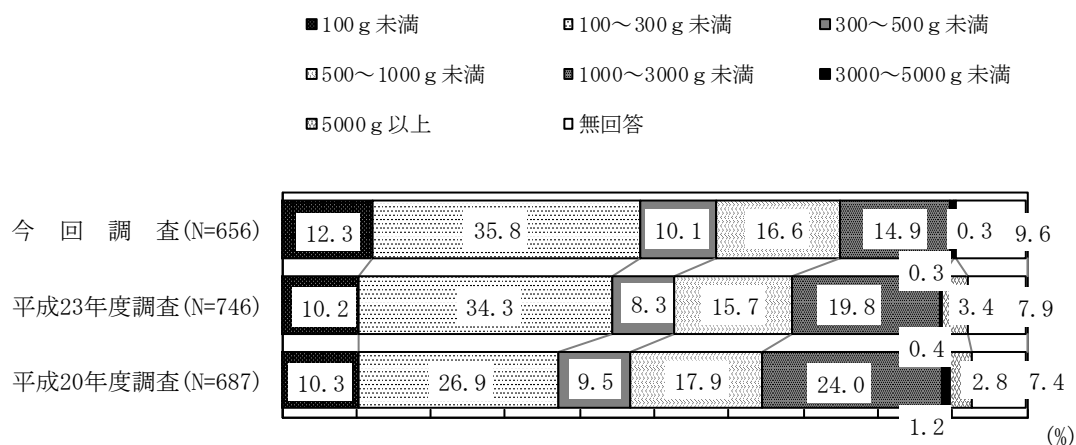 100ｇ未満 100～300ｇ未満 300～500ｇ未満
500～1000ｇ未満 1000～3000ｇ未満 3000～5000ｇ未満
5000ｇ以上 無回答
今回調査(N=656) 12.3 35.8 10.1 16.6 14.9 0.3 9.6
0.3
平成23年度調査(N=746) 10.2 34.3 8.3 15.7 19.8 3.4 7.9
0.4
平成20年度調査(N=687) 10.3 26.9 9.5 17.9 24.0 2.8 7.4
1.2
(%)